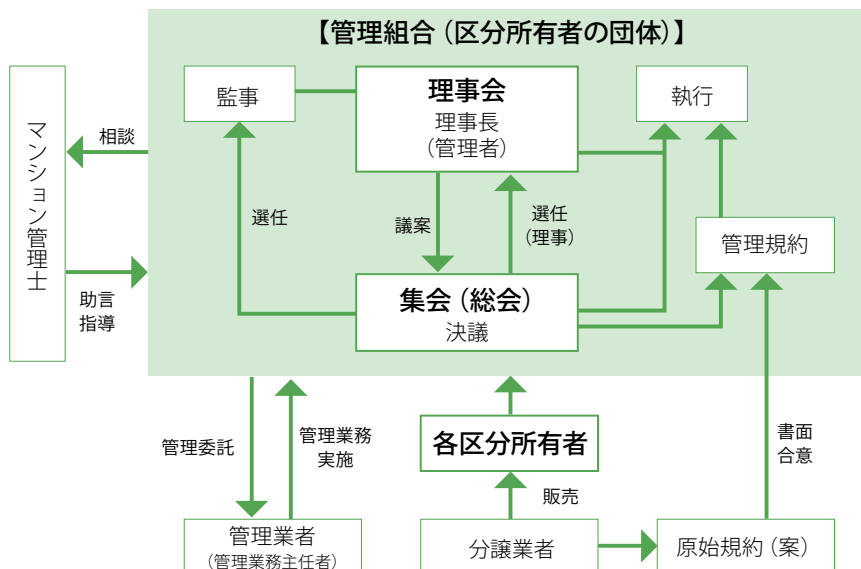 【管理組合(区分所有者の団体)】
監事
理事会
理事長
(管理者)
執行
マンション管理士
相談
助言
指導
選任
議案
選任
(理事)
管理規約
集会(総会)
決議
管理委託
管理業務
実施
各区分所有者
書面
合意
販売
管理業者
(管理業務主任者)
分譲業者
原始規約(案)